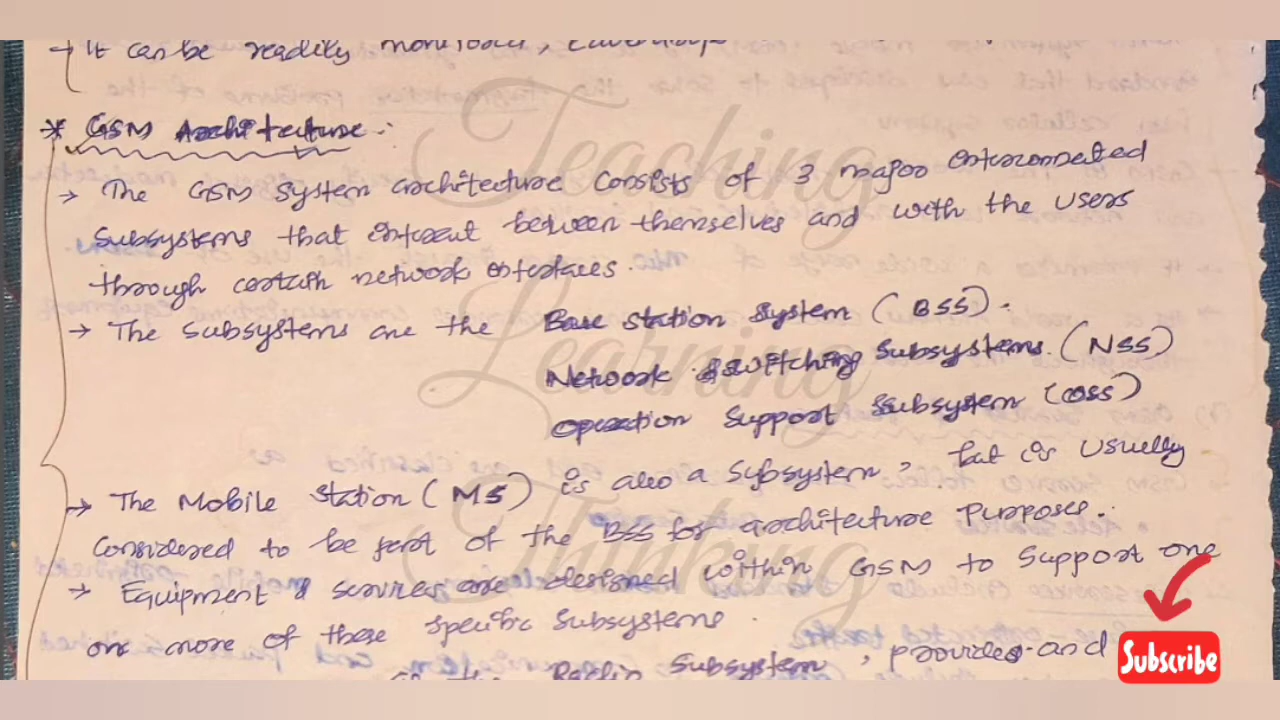 → It can be readily
* GSM Architecture :
→ The GSM system architecture consists of 3 major interconnected
Subsystems that interact between themselves and with the users
through certain network interfaces.
→ The Subsystems are the Base Station System (BSS).
Network Switching Subsystems. (NSS)
Operation Support Subsystem (OSS)
→ The Mobile Station (MS) is also a Subsystem, but is usually
Considered to be part of the BSS for architecture purposes.
→ Equipment & services are designed within GSM to Support one
or more of these specific Subsystems.
the Radio Subsystem, provides and
Teaching
Learning
Thinking
Subscribe